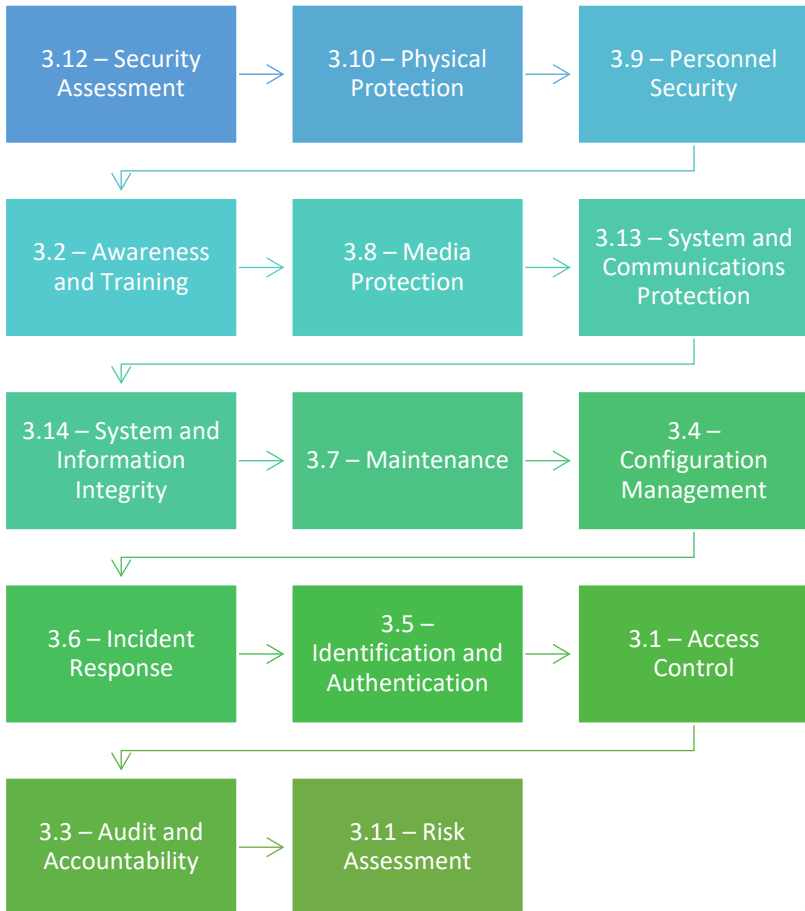 3.12 – Security
Assessment
3.10 – Physical
Protection
3.9 – Personnel
Security
3.2 – Awareness
and Training
3.8 – Media
Protection
3.13 – System and
Communications
Protection
3.14 – System and
Information
Integrity
3.7 – Maintenance
3.4 –
Configuration
Management
3.6 – Incident
Response
3.5 –
Identification and
Authentication
3.1 – Access
Control
3.3 – Audit and
Accountability
3.11 – Risk
Assessment